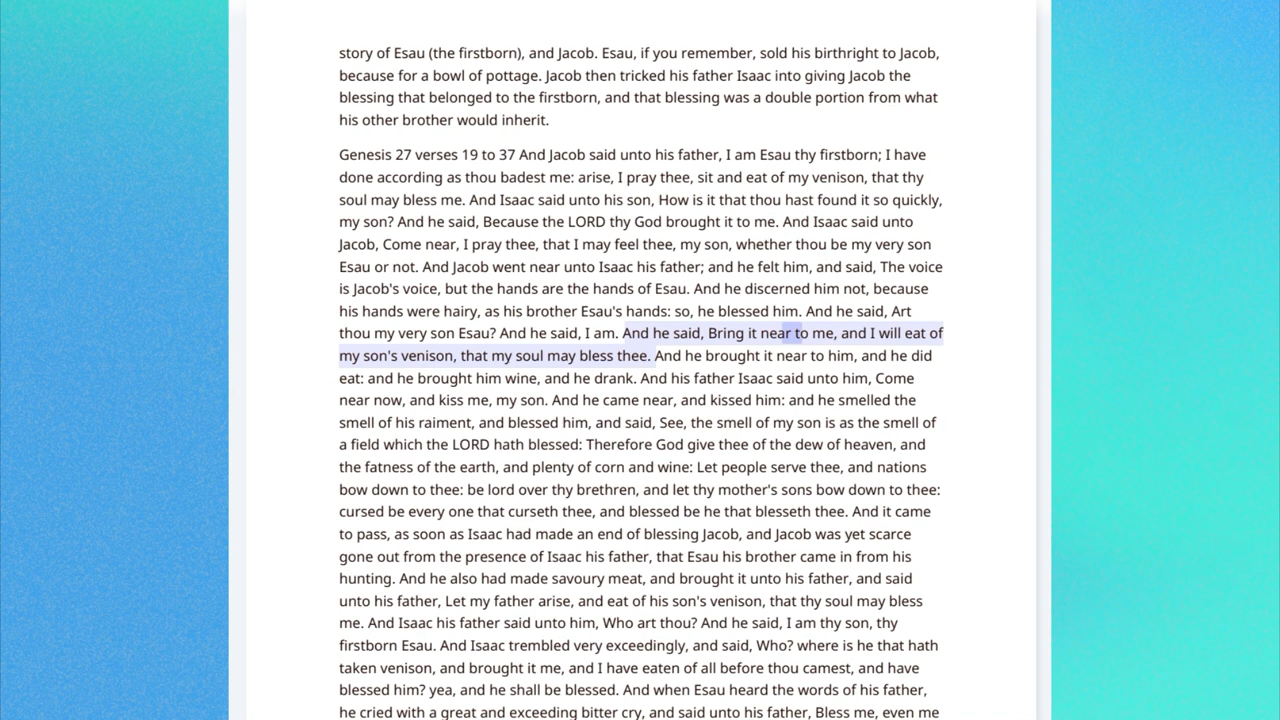 story of Esau (the firstborn), and Jacob. Esau, if you remember, sold his birthright to Jacob,
because for a bowl of pottage. Jacob then tricked his father Isaac into giving Jacob the
blessing that belonged to the firstborn, and that blessing was a double portion from what
his other brother would inherit.
Genesis 27 verses 19 to 37 And Jacob said unto his father, I am Esau thy firstborn; I have
done according as thou badest me: arise, I pray thee, sit and eat of my venison, that thy
soul may bless me. And Isaac said unto his son, How is it that thou hast found it so quickly,
my son? And he said, Because the LORD thy God brought it to me. And Isaac said unto
Jacob, Come near, I pray thee, that I may feel thee, my son, whether thou be my very son
Esau or not. And Jacob went near unto Isaac his father; and he felt him, and said, The voice
is Jacob's voice, but the hands are the hands of Esau. And he discerned him not, because
his hands were hairy, as his brother Esau's hands: so, he blessed him. And he said, Art
thou my very son Esau? And he said, I am. And he said, Bring it near to me, and I will eat of
my son's venison, that my soul may bless thee. And he brought it near to him, and he did
eat: and he brought him wine, and he drank. And his father Isaac said unto him, Come
near now, and kiss me, my son. And he came near, and kissed him: and he smelled the
smell of his raiment, and blessed him, and said, See, the smell of my son is as the smell of
a field which the LORD hath blessed: Therefore God give thee of the dew of heaven, and
the fatness of the earth, and plenty of corn and wine: Let people serve thee, and nations
bow down to thee: be lord over thy brethren, and let thy mother's sons bow down to thee:
cursed be every one that curseth thee, and blessed be he that blesseth thee. And it came
to pass, as soon as Isaac had made an end of blessing Jacob, and Jacob was yet scarce
gone out from the presence of Isaac his father, that Esau his brother came in from his
hunting. And he also had made savoury meat, and brought it unto his father, and said
unto his father, Let my father arise, and eat of his son's venison, that thy soul may bless
me. And Isaac his father said unto him, Who art thou? And he said, I am thy son, thy
firstborn Esau. And Isaac trembled very exceedingly, and said, Who? where is he that hath
taken venison, and brought it me, and I have eaten of all before thou camest, and have
blessed him? yea, and he shall be blessed. And when Esau heard the words of his father,
he cried with a great and exceeding bitter cry, and said unto his father, Bless me, even me